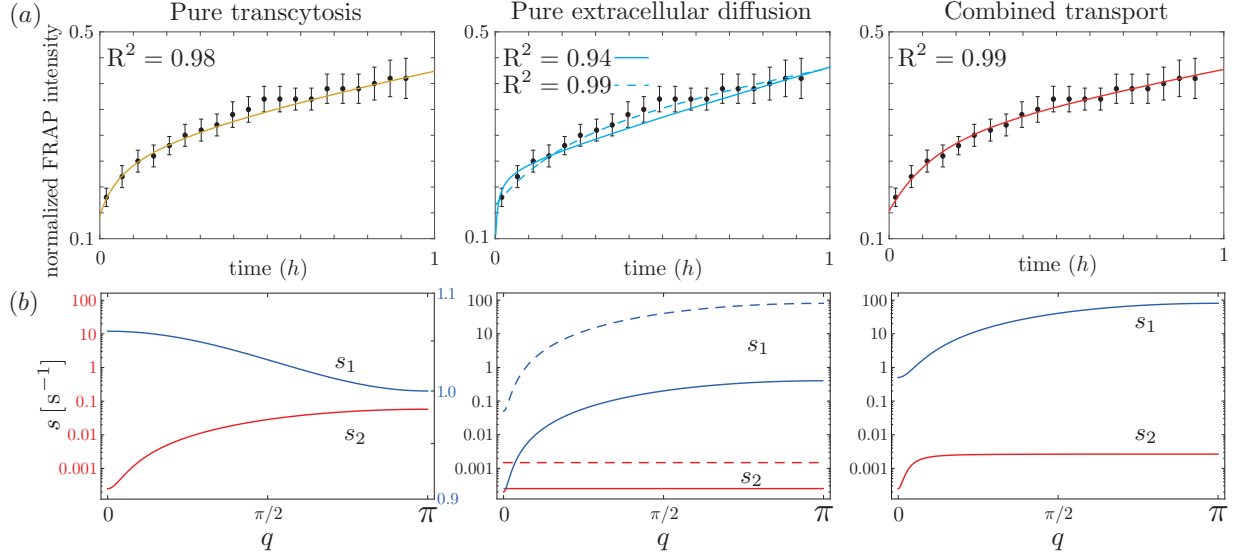 (a) Pure transcytosis Pure extracellular diffusion Combined transport
normalized FRAP intensity
0.5
0.1
R² = 0.98
0 1
time (h)
R² = 0.94
R² = 0.99
0.5
0.1
0 1
time (h)
R² = 0.99
0.5
0.1
0 1
time (h)
(b)
s [s⁻¹]
100
10
1
0.1
0.01
0.001
1.1
1.0
0.9
s₁
s₂
0 π/2 π
q
100
10
1
0.1
0.01
0.001
s₁
s₂
0 π/2 π
q
100
10
1
0.1
0.01
0.001
s₁
s₂
0 π/2 π
q